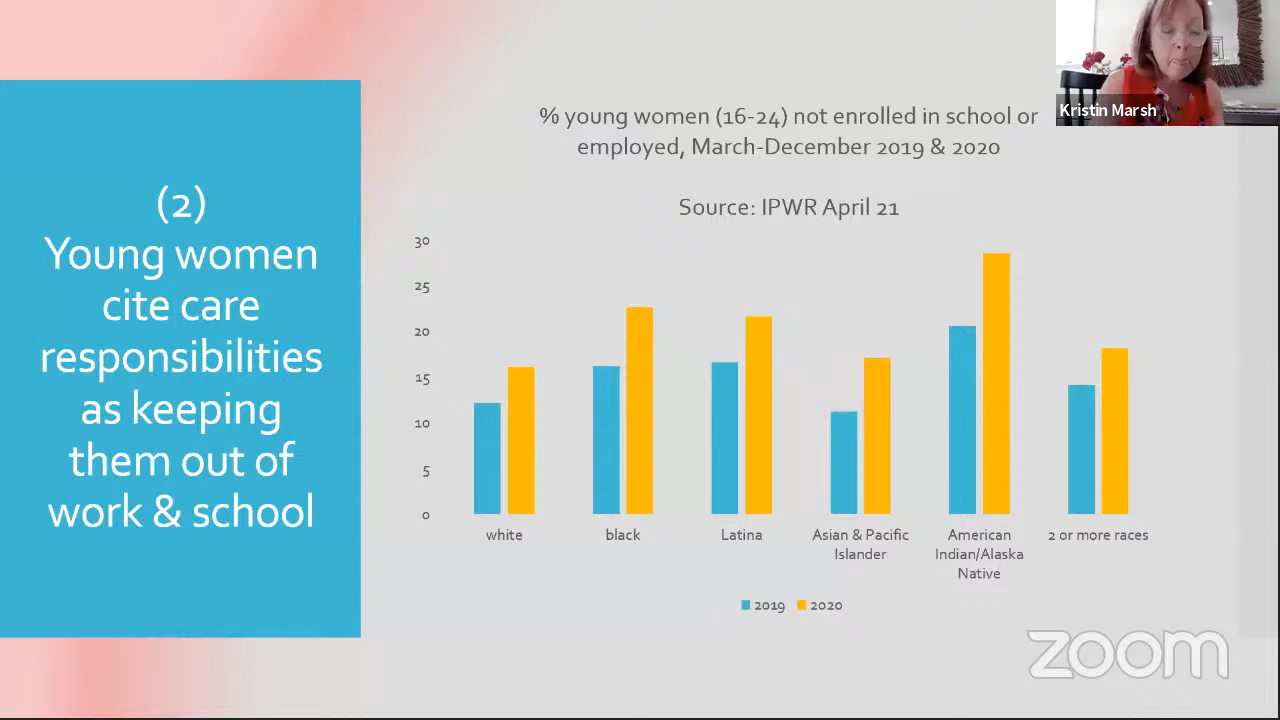 (2)
Young women
cite care
responsibilities
as keeping
them out of
work & school
% young women (16-24) not enrolled in school or
employed, March-December 2019 & 2020
Source: IPWR April 21
30
25
20
15
10
5
0
white
black
Latina
Asian & Pacific
Islander
American
Indian/Alaska
Native
2 or more races
2019
2020
Kristin Marsh
zoom